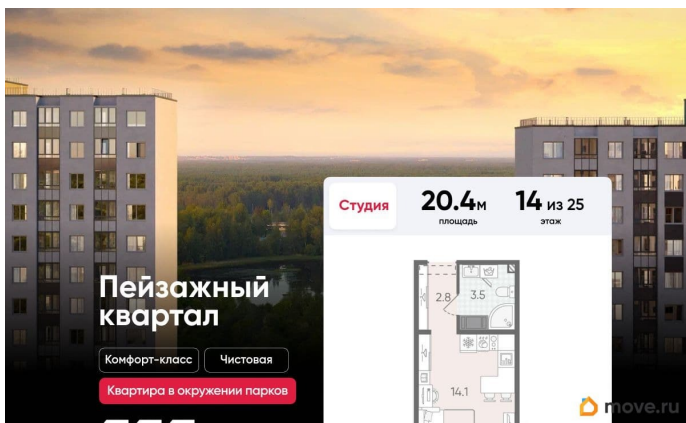 Студия
20.4м
площадь
14 из 25
этаж
Пейзажный
квартал
2.8
3.5
14.1
Комфорт-класс
Чистовая
Квартира в окружении парков
move.ru